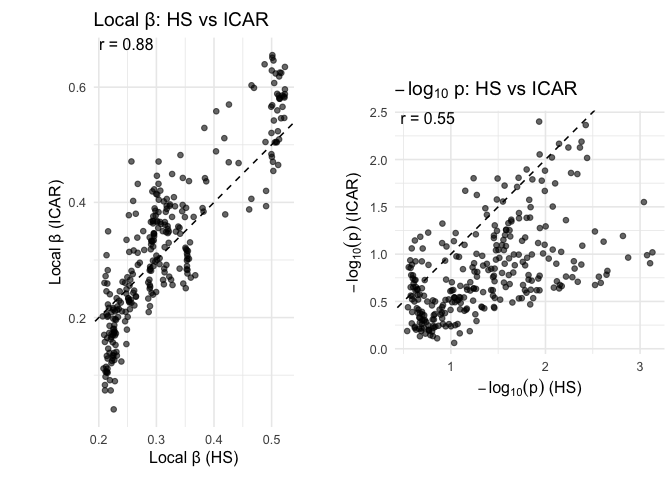 Local β: HS vs ICAR
r = 0.88
0.6
0.4
0.2
Local β (ICAR)
0.2 0.3 0.4 0.5
Local β (HS)
−log₁₀ p: HS vs ICAR
r = 0.55
2.5
2.0
1.5
1.0
0.5
0.0
−log₁₀(p) (ICAR)
1 2 3
−log₁₀(p) (HS)